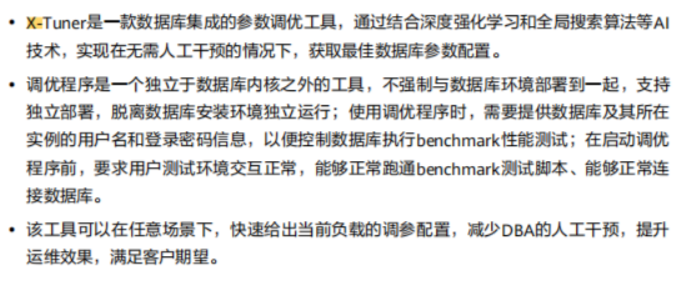 • X-Tuner是一款数据库集成的参数调优工具，通过结合深度强化学习和全局搜索算法等AI
技术，实现在无需人工干预的情况下，获取最佳数据库参数配置。
• 调优程序是一个独立于数据库内核之外的工具，不强制与数据库环境部署到一起，支持
独立部署，脱离数据库安装环境独立运行；使用调优程序时，需要提供数据库及其所在
实例的用户名和登录密码信息，以便控制数据库执行benchmark性能测试；在启动调优
程序前，要求用户测试环境交互正常，能够正常跑通benchmark测试脚本、能够正常连
接数据库。
• 该工具可以在任意场景下，快速给出当前负载的调参配置，减少DBA的人工干预，提升
运维效果，满足客户期望。